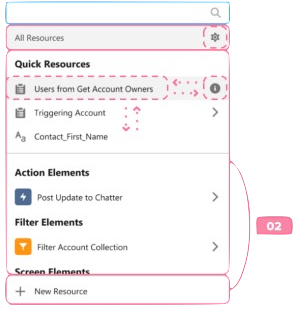 All Resources
Quick Resources
Users from Get Account Owners
Triggering Account
Aa Contact_First_Name
Action Elements
Post Update to Chatter
Filter Elements
02
Filter Account Collection
Screen Elements
New Resource